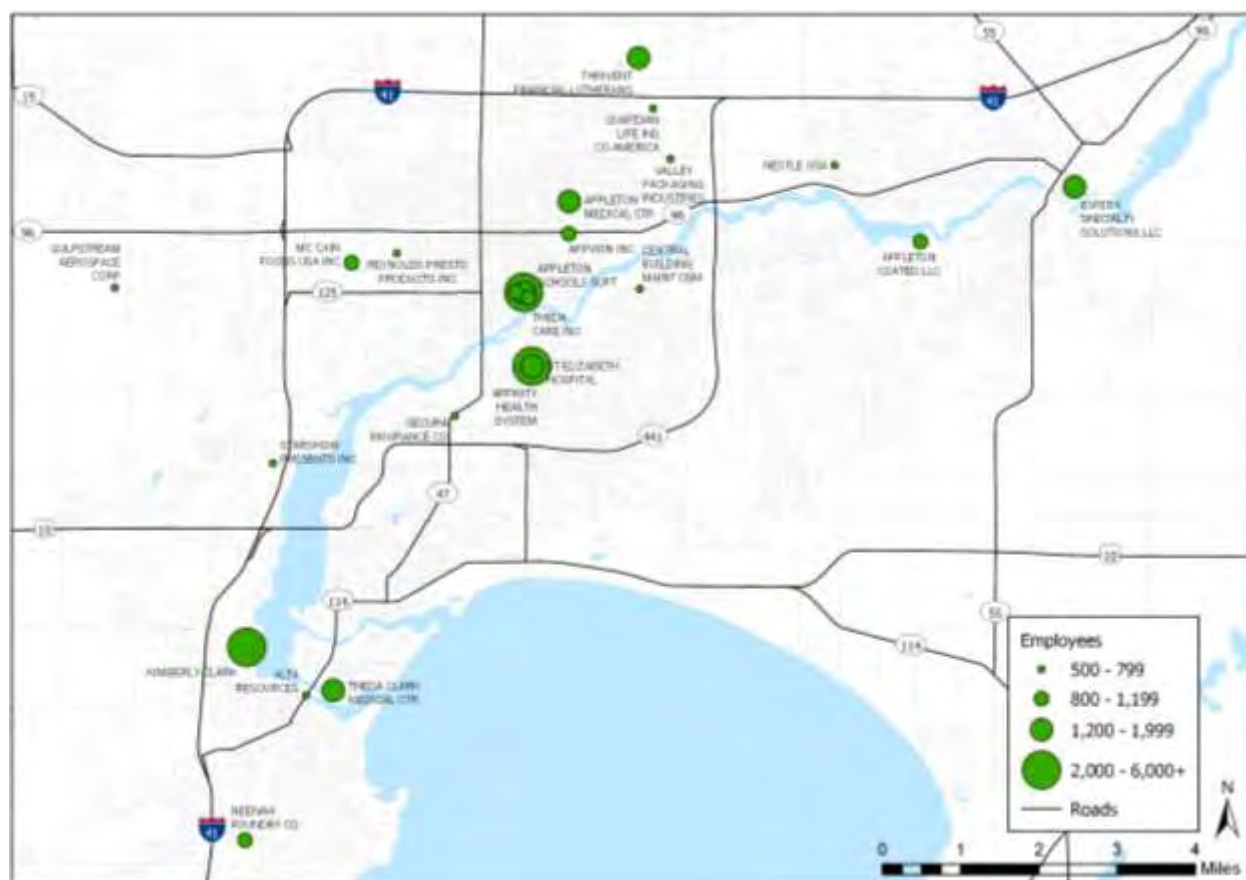 55
96
15
41
41
THRIVENT
FINANCIAL LUTHERANS
GUARDIAN
LIFE INS
CO AMERICA
NESTLE USA
VALLEY
PACKAGING
INDUSTRIES
APPLETON
MEDICAL CTR
96
96
SPECIALTY
SOLUTIONS LLC
GULFSTREAM
AEROSPACE
CORP
MC CAIN
FOODS USA INC
REYNOLDS PRESTO
PRODUCTS INC
APPVION INC
CENTRAL
BUILDING
APPLETON
COATED LLC
APPLETON
SCHOOLS SUPT
125
THEDA
CARE INC
ST ELIZABETH
HOSPITAL
AFFINITY
HEALTH
SYSTEM
SECURA
INSURANCE CO
441
47
10
10
114
55
114
KIMBERLY CLARK
ALTA
RESOURCES
THEDA CLARK
MEDICAL CTR
NEENAH
FOUNDRY CO
41
Employees
500 - 799
800 - 1,199
1,200 - 1,999
2,000 - 6,000+
Roads
N
0 1 2 3 4
Miles